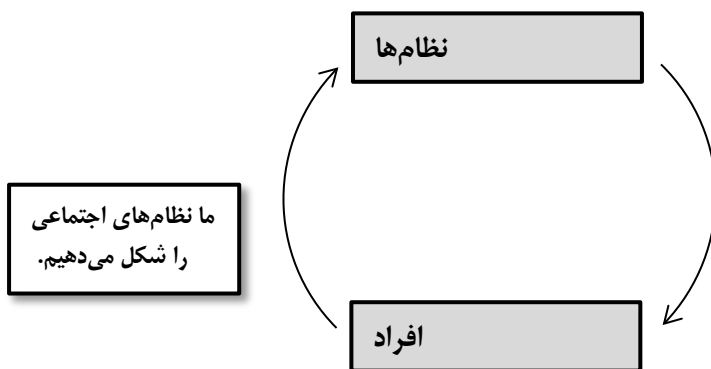 نظام‌ها
ما نظام‌های اجتماعی
را شکل می‌دهیم.
افراد